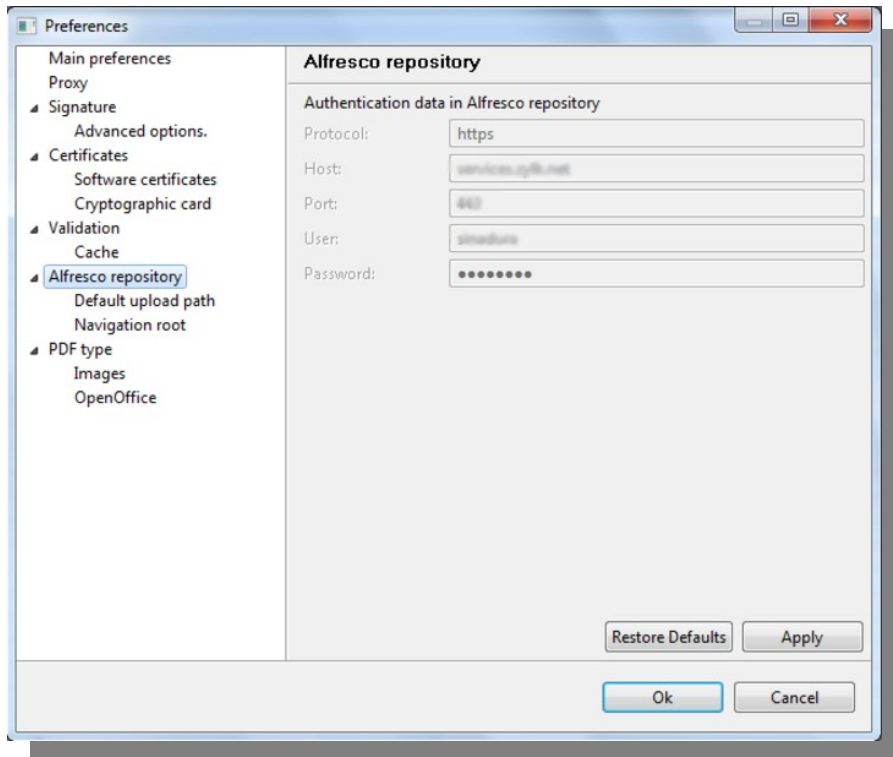 Preferences
Main preferences
Proxy
Signature
Advanced options.
Certificates
Software certificates
Cryptographic card
Validation
Cache
Alfresco repository
Default upload path
Navigation root
PDF type
Images
OpenOffice
Alfresco repository
Authentication data in Alfresco repository
Protocol: https
Host:
Port:
User:
Password: ••••••••
Restore Defaults Apply
Ok Cancel